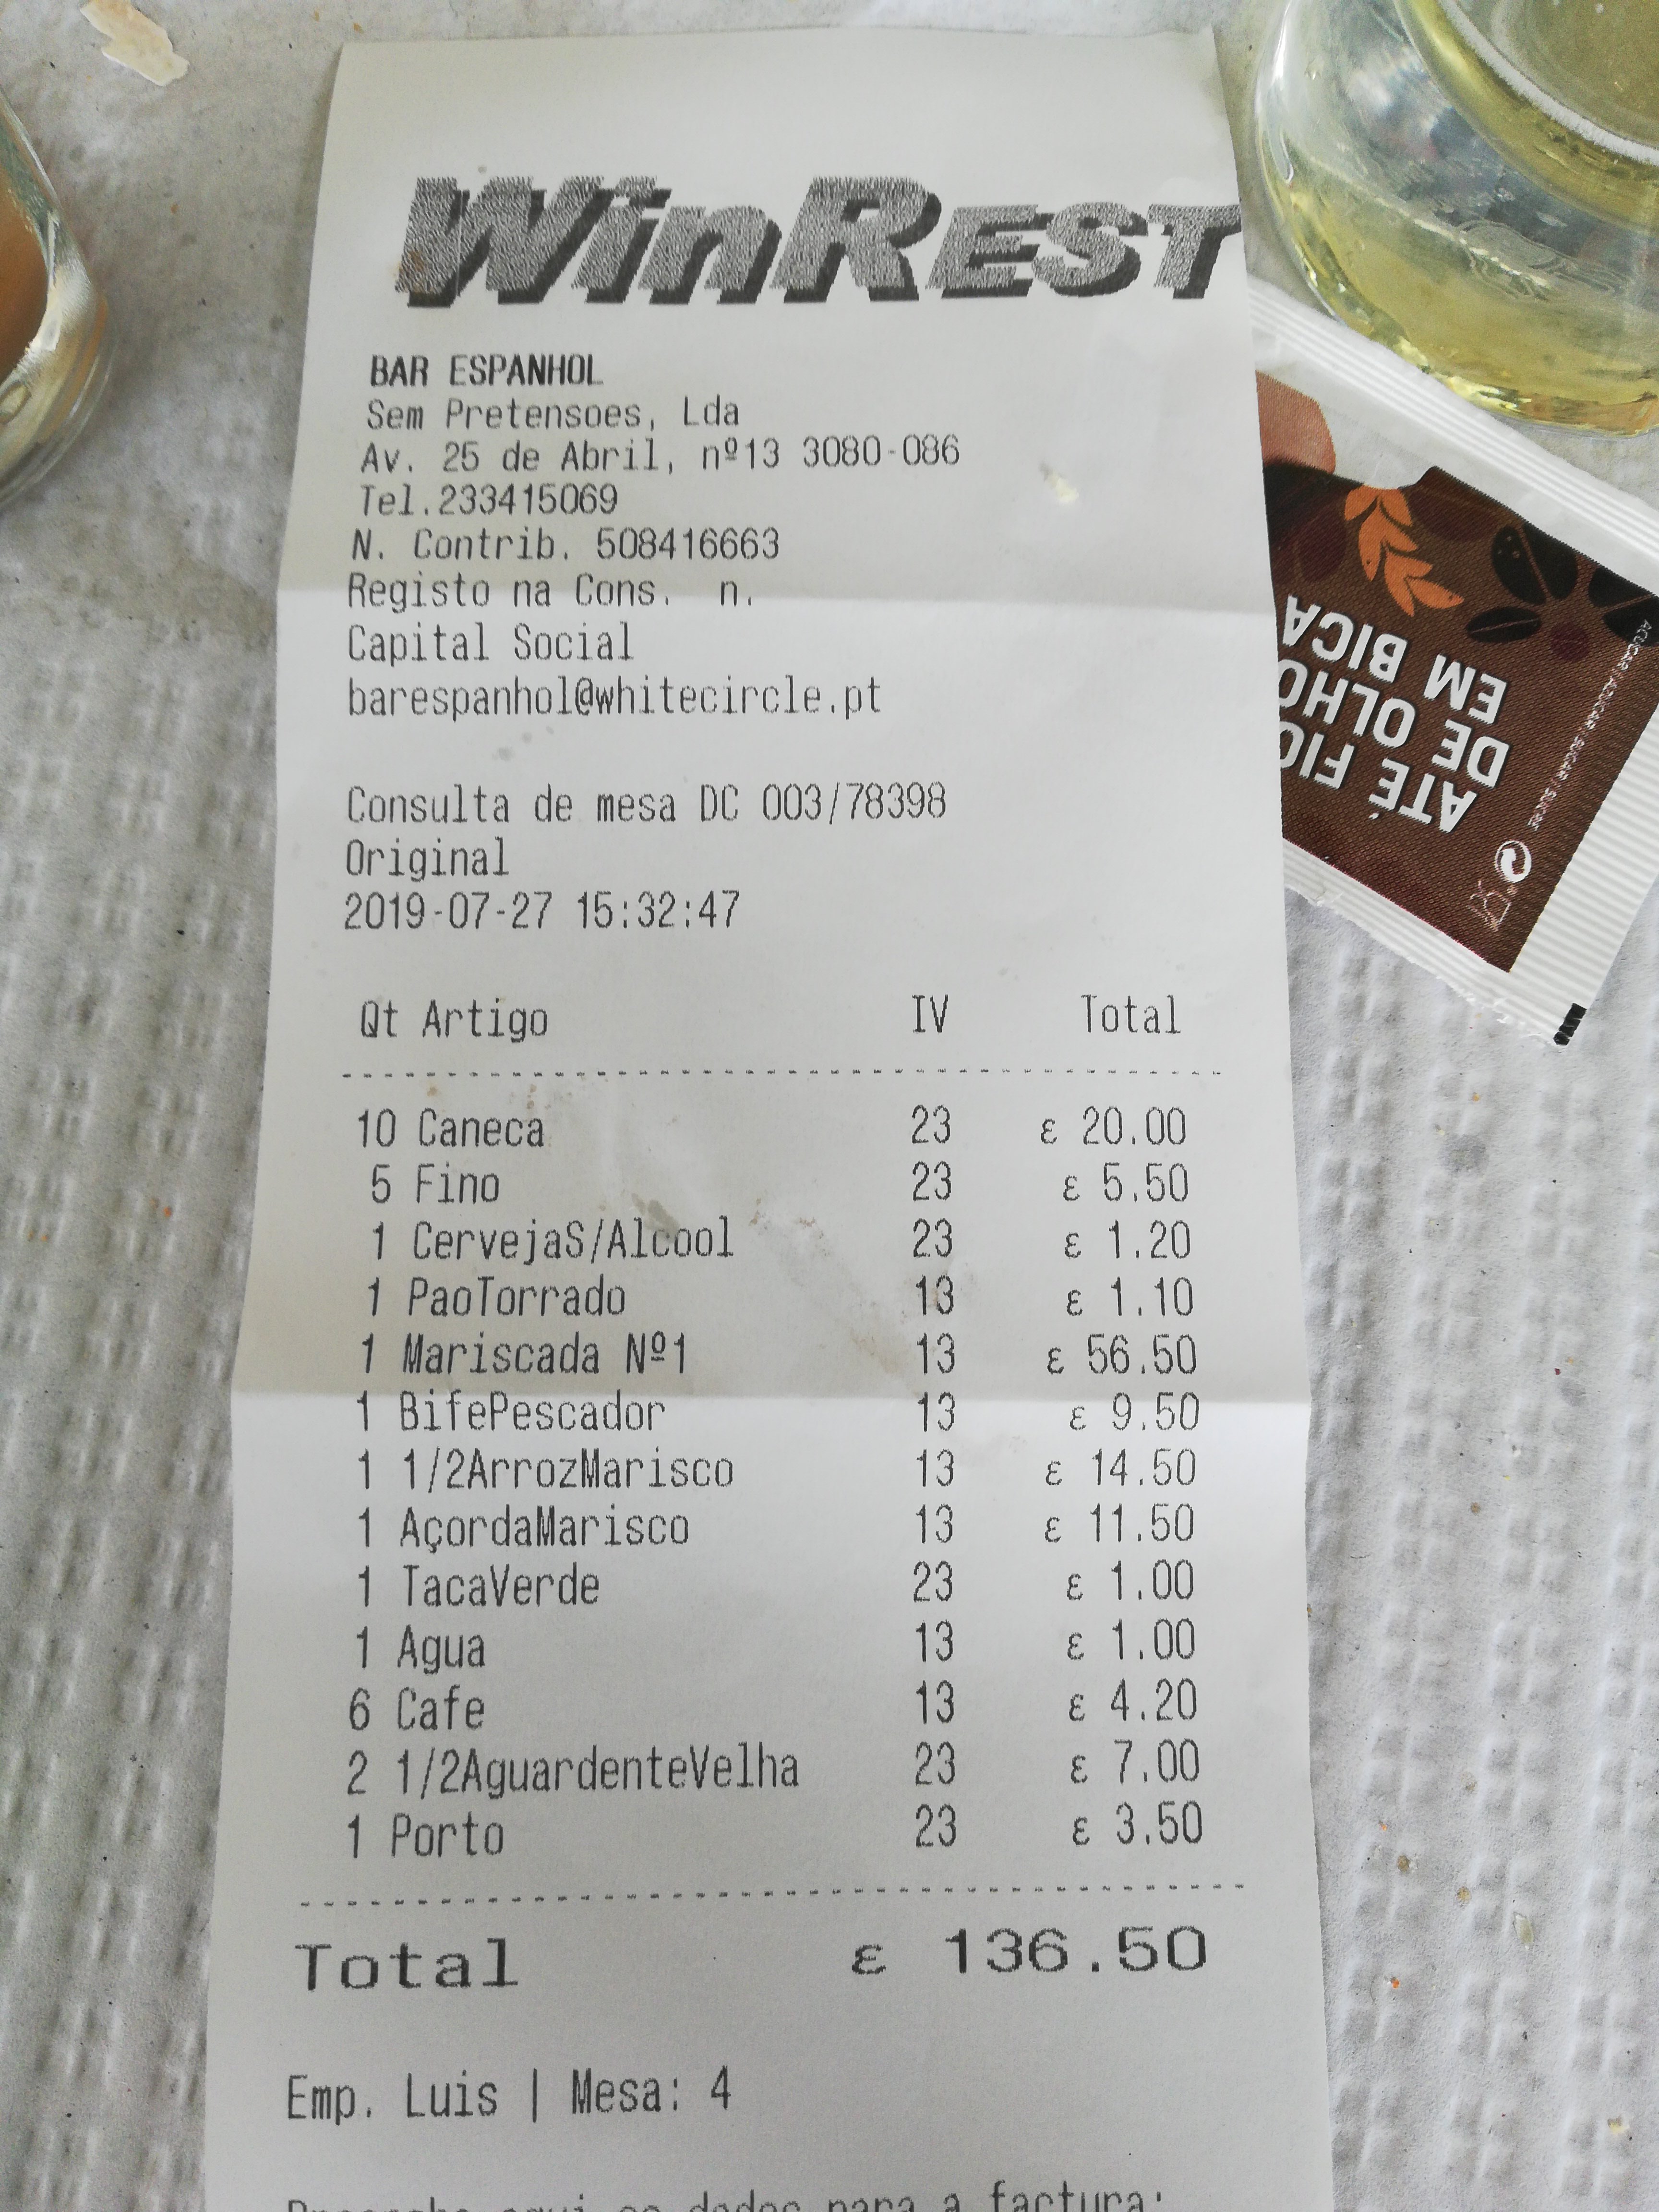 WinREST
BAR ESPANHOL
Sem Pretensoes, Lda
Av. 25 de Abril, nº13 3080-086
Tel.233415069
N. Contrib. 508416663
Registo na Cons. n.
Capital Social
barespanhol@whitecircle.pt
Consulta de mesa DC 003/78398
Original
2019-07-27 15:32:47
Qt Artigo IV Total
10 Caneca 23 € 20.00
5 Fino 23 € 5.50
1 CervejaS/Alcool 23 € 1.20
1 PaoTorrado 13 € 1.10
1 Mariscada Nº1 13 € 56.50
1 BifePescador 13 € 9.50
1 1/2ArrozMarisco 13 € 14.50
1 AçordaMarisco 13 € 11.50
1 TacaVerde 23 € 1.00
1 Agua 13 € 1.00
6 Cafe 13 € 4.20
2 1/2AguardenteVelha 23 € 7.00
1 Porto 23 € 3.50
Total € 136.50
Emp. Luis | Mesa: 4
aqui os dados para a factura:
ATÉ FIC
DE OLHO
EM BICA